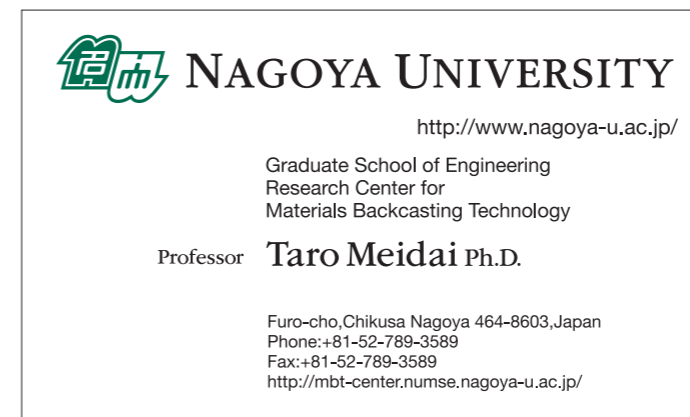 名大
NAGOYA UNIVERSITY
http://www.nagoya-u.ac.jp/
Graduate School of Engineering
Research Center for
Materials Backcasting Technology
Professor Taro Meidai Ph.D.
Furo-cho,Chikusa Nagoya 464-8603,Japan
Phone:+81-52-789-3589
Fax:+81-52-789-3589
http://mbt-center.numse.nagoya-u.ac.jp/